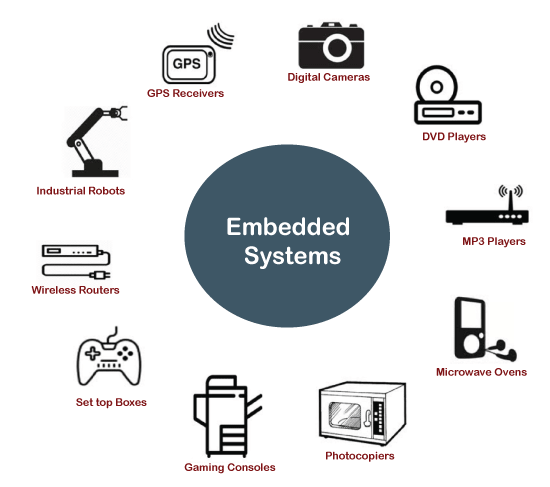 GPS
GPS Receivers
Digital Cameras
DVD Players
MP3 Players
Microwave Ovens
Photocopiers
Gaming Consoles
Set top Boxes
Wireless Routers
Industrial Robots
Embedded
Systems